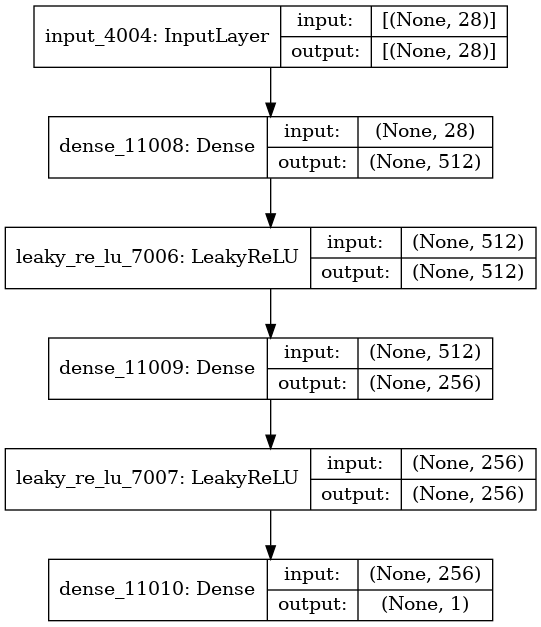 input_4004: InputLayer
input:
[(None, 28)]
output:
[(None, 28)]
dense_11008: Dense
input:
(None, 28)
output:
(None, 512)
leaky_re_lu_7006: LeakyReLU
input:
(None, 512)
output:
(None, 512)
dense_11009: Dense
input:
(None, 512)
output:
(None, 256)
leaky_re_lu_7007: LeakyReLU
input:
(None, 256)
output:
(None, 256)
dense_11010: Dense
input:
(None, 256)
output:
(None, 1)